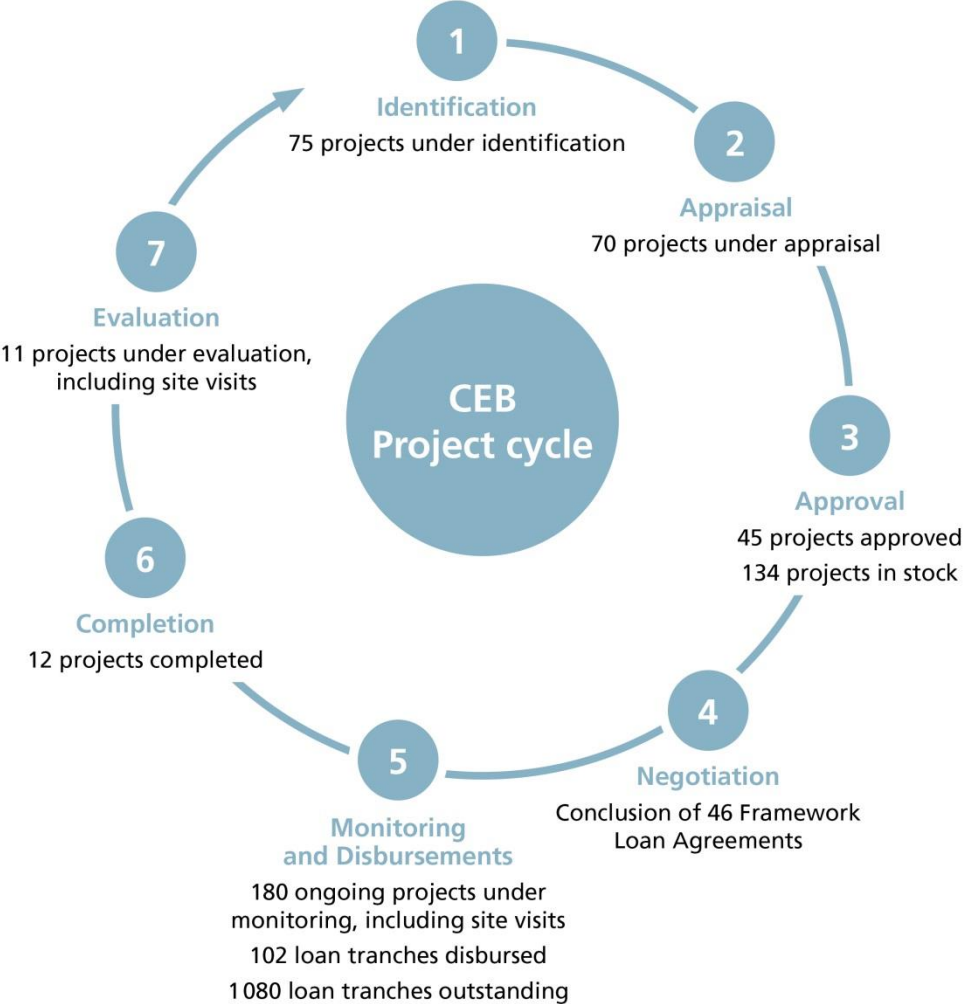 1
Identification
75 projects under identification
2
Appraisal
70 projects under appraisal
3
Approval
45 projects approved
134 projects in stock
4
Negotiation
Conclusion of 46 Framework
Loan Agreements
5
Monitoring
and Disbursements
180 ongoing projects under
monitoring, including site visits
102 loan tranches disbursed
1080 loan tranches outstanding
6
Completion
12 projects completed
7
Evaluation
11 projects under evaluation,
including site visits
CEB
Project cycle